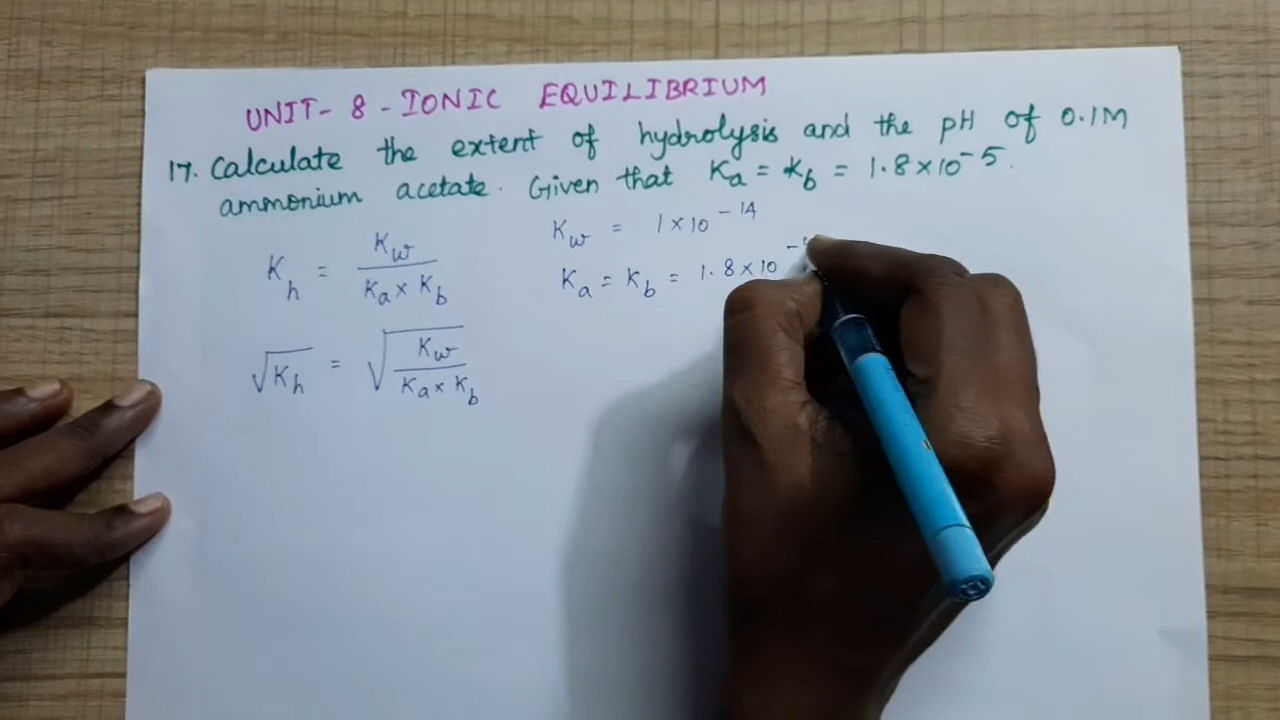 UNIT- 8 - IONIC EQUILIBRIUM
17. Calculate the extent of hydrolysis and the pH of 0.1M
ammonium acetate. Given that Ka = Kb = 1.8×10⁻⁵.
Kh = Kw / Ka × Kb
Kw = 1×10⁻¹⁴
Ka = Kb = 1.8×10
√Kh = √(Kw / Ka × Kb)